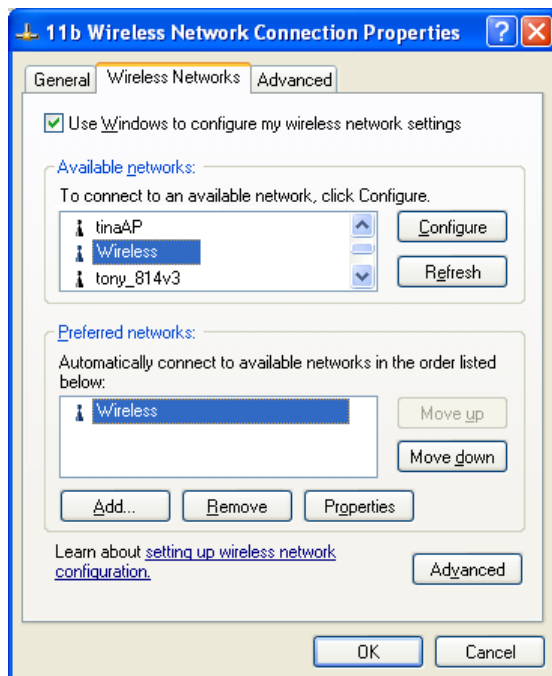 11b Wireless Network Connection Properties
General Wireless Networks Advanced
Use Windows to configure my wireless network settings
Available networks:
To connect to an available network, click Configure.
tinaAP
Wireless
tony_814v3
Configure
Refresh
Preferred networks:
Automatically connect to available networks in the order listed
below:
Wireless
Move up
Move down
Add... Remove Properties
Learn about setting up wireless network
configuration.
Advanced
OK Cancel